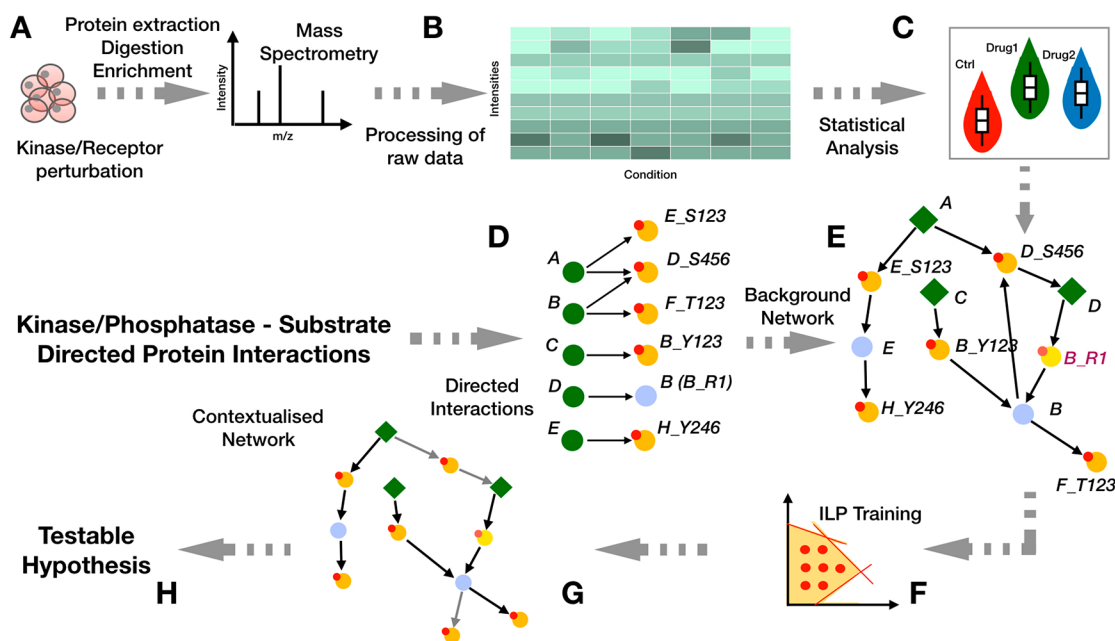 A
Protein extraction
Digestion
Enrichment
Kinase/Receptor
perturbation
Intensity
m/z
Mass
Spectrometry
Processing of
raw data
B
Intensities
Condition
Statistical
Analysis
C
Ctrl
Drug1
Drug2
Kinase/Phosphatase - Substrate
Directed Protein Interactions
D
A
B
C
D
E
E_S123
D_S456
F_T123
B_Y123
B (B_R1)
H_Y246
Directed
Interactions
Background
Network
E
A
E_S123
D_S456
C
D
E
B_Y123
B_R1
H_Y246
B
F_T123
ILP Training
F
Contextualised
Network
G
Testable
Hypothesis
H